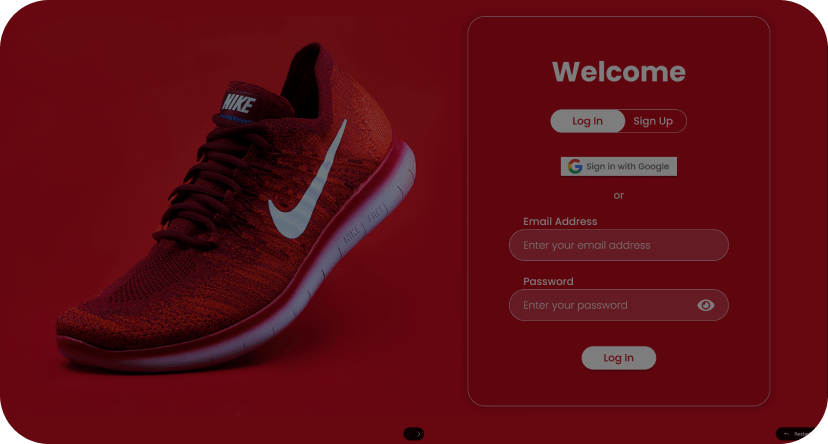 NIKE
NIKE FREE
Welcome
Log In
Sign Up
Sign in with Google
or
Email Address
Enter your email address
Password
Enter your password
Log In